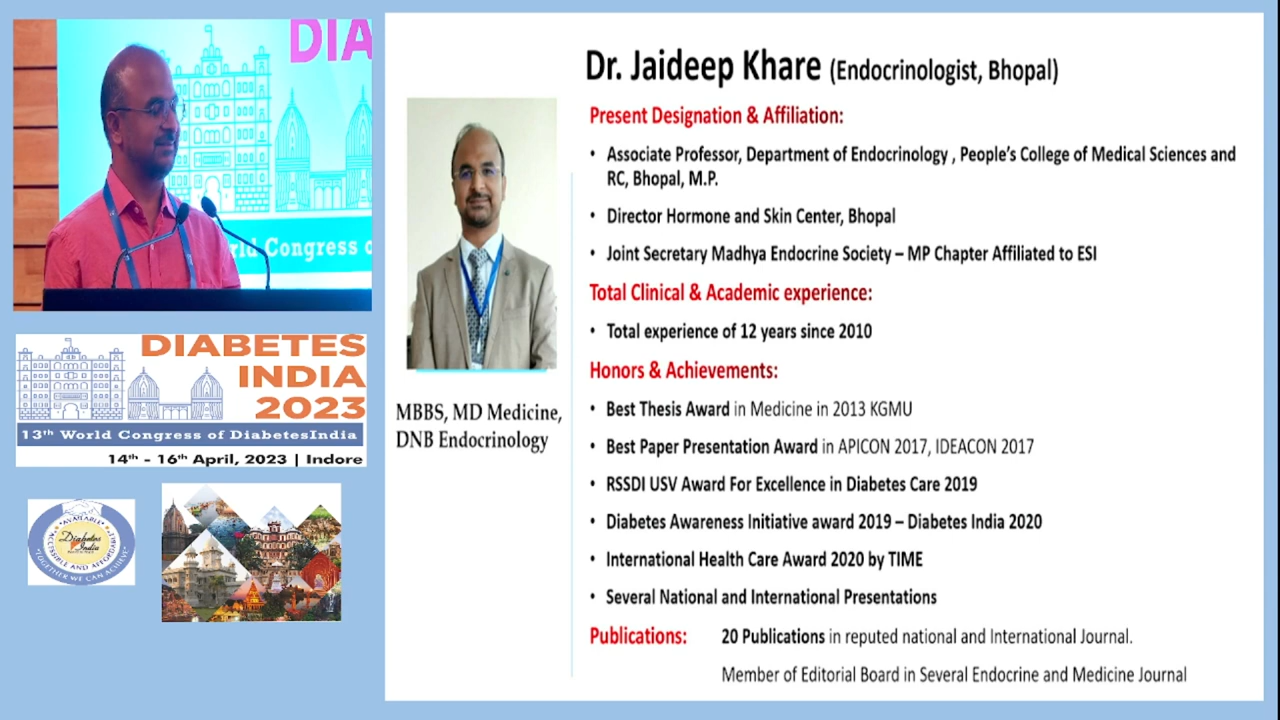 DIA
rld Congress o
DIABETES
INDIA
2023
13th World Congress of DiabetesIndia
14th - 16th April, 2023 | Indore
AVAILABLE
ACCESSIBLE AND AFFORDABLE
Diabetes
India
"TOGETHER WE CAN ACHIEVE"
Dr. Jaideep Khare (Endocrinologist, Bhopal)
MBBS, MD Medicine,
DNB Endocrinology
Present Designation & Affiliation:
• Associate Professor, Department of Endocrinology , People's College of Medical Sciences and
RC, Bhopal, M.P.
• Director Hormone and Skin Center, Bhopal
• Joint Secretary Madhya Endocrine Society – MP Chapter Affiliated to ESI
Total Clinical & Academic experience:
• Total experience of 12 years since 2010
Honors & Achievements:
• Best Thesis Award in Medicine in 2013 KGMU
• Best Paper Presentation Award in APICON 2017, IDEACON 2017
• RSSDI USV Award For Excellence in Diabetes Care 2019
• Diabetes Awareness Initiative award 2019 – Diabetes India 2020
• International Health Care Award 2020 by TIME
• Several National and International Presentations
Publications: 20 Publications in reputed national and International Journal.
Member of Editorial Board in Several Endocrine and Medicine Journal